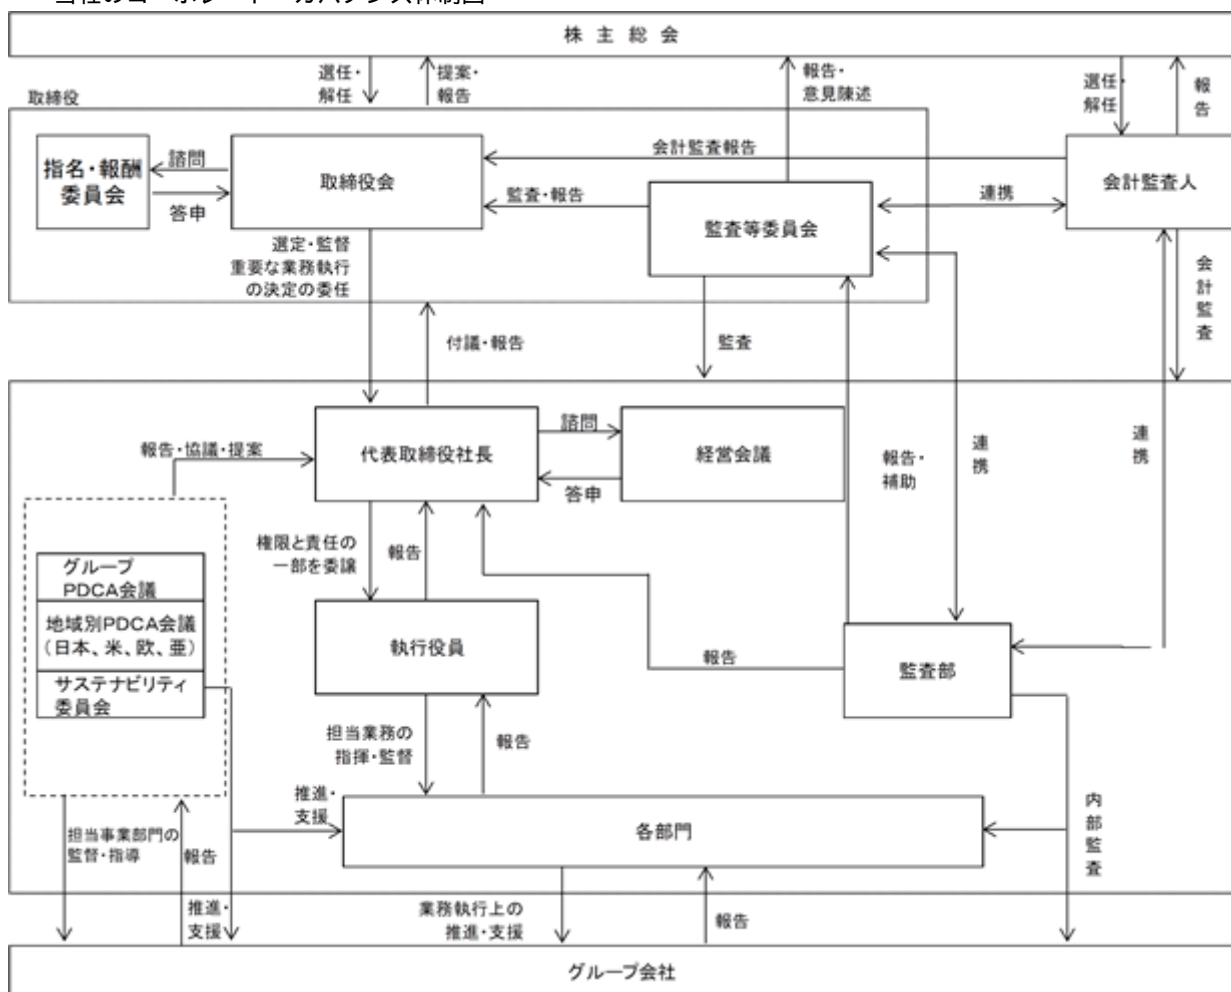 当社のコーポレート・ガバナンス体制図
株 主 総 会
選任・
解任
提案・
報告
報告・
意見陳述
選任・
解任
報
告
取締役
指名・報酬
委員会
諮問
答申
取締役会
会計監査報告
監査・報告
監査等委員会
連携
会計監査人
選定・監督
重要な業務執行
の決定の委任
付議・報告
監査
会
計
監
査
報告・協議・提案
代表取締役社長
諮問
答申
経営会議
報告・
補助
連
携
連
携
権限と責任の
一部を委譲
報告
グループ
PDCA会議
地域別PDCA会議
（日本、米、欧、亜）
サステナビリティ
委員会
執行役員
報告
監査部
担当業務の
指揮・監督
報告
推進・
支援
各部門
内
部
監
査
担当事業部門の
監督・指導
報告
推進・
支援
業務執行上の
推進・支援
報告
グループ会社